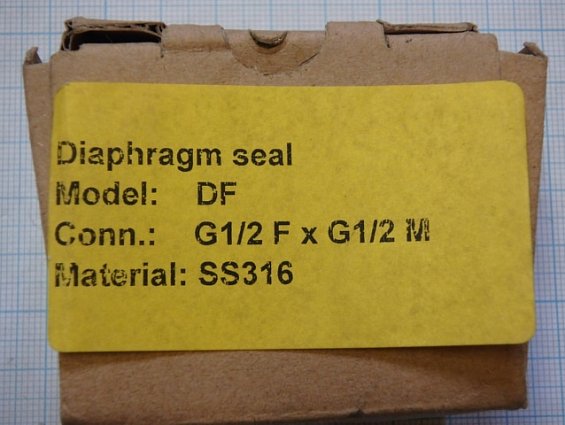 Diaphragm seal
Model: DF
Conn.: G1/2 F x G1/2 M
Material: SS316